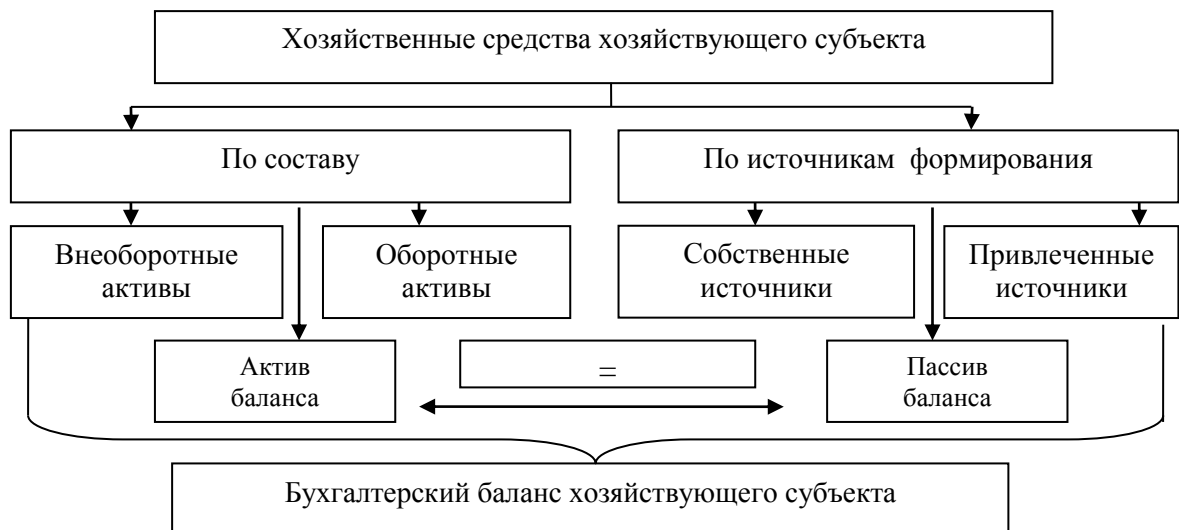 Хозяйственные средства хозяйствующего субъекта
По составу
По источникам формирования
Внеоборотные
активы
Оборотные
активы
Собственные
источники
Привлеченные
источники
Актив
баланса
=
Пассив
баланса
Бухгалтерский баланс хозяйствующего субъекта